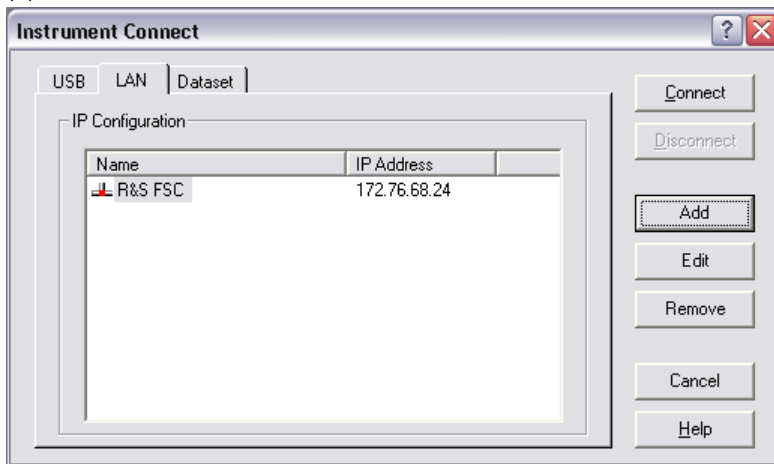 Instrument Connect
USB LAN Dataset
Connect
IP Configuration
Disconnect
Name IP Address
R&S FSC 172.76.68.24
Add
Edit
Remove
Cancel
Help